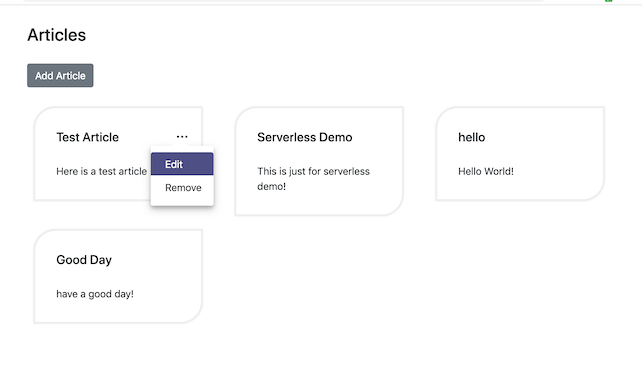 Articles
Add Article
Test Article
...
Here is a test article
Edit
Remove
Serverless Demo
This is just for serverless
demo!
hello
Hello World!
Good Day
have a good day!